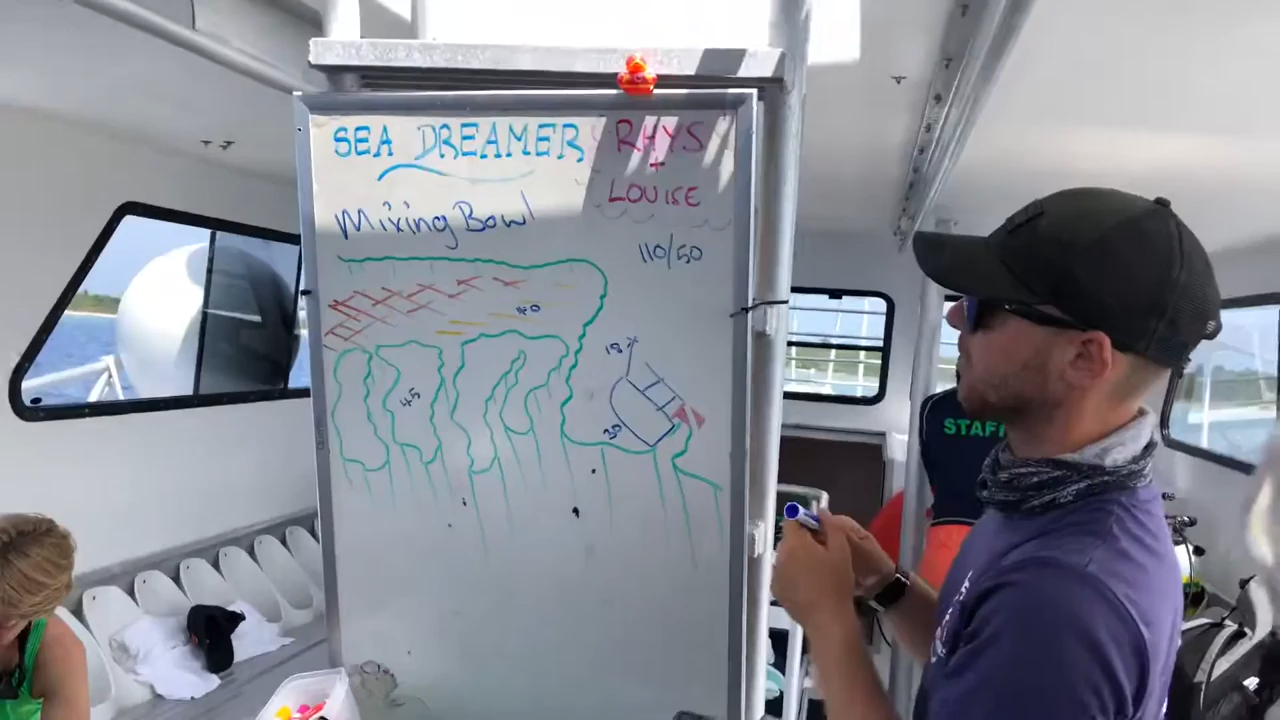 SEA DREAMER
RHYS
+
LOUISE
Mixing Bowl
110/50
40
18
45
30
STAFF